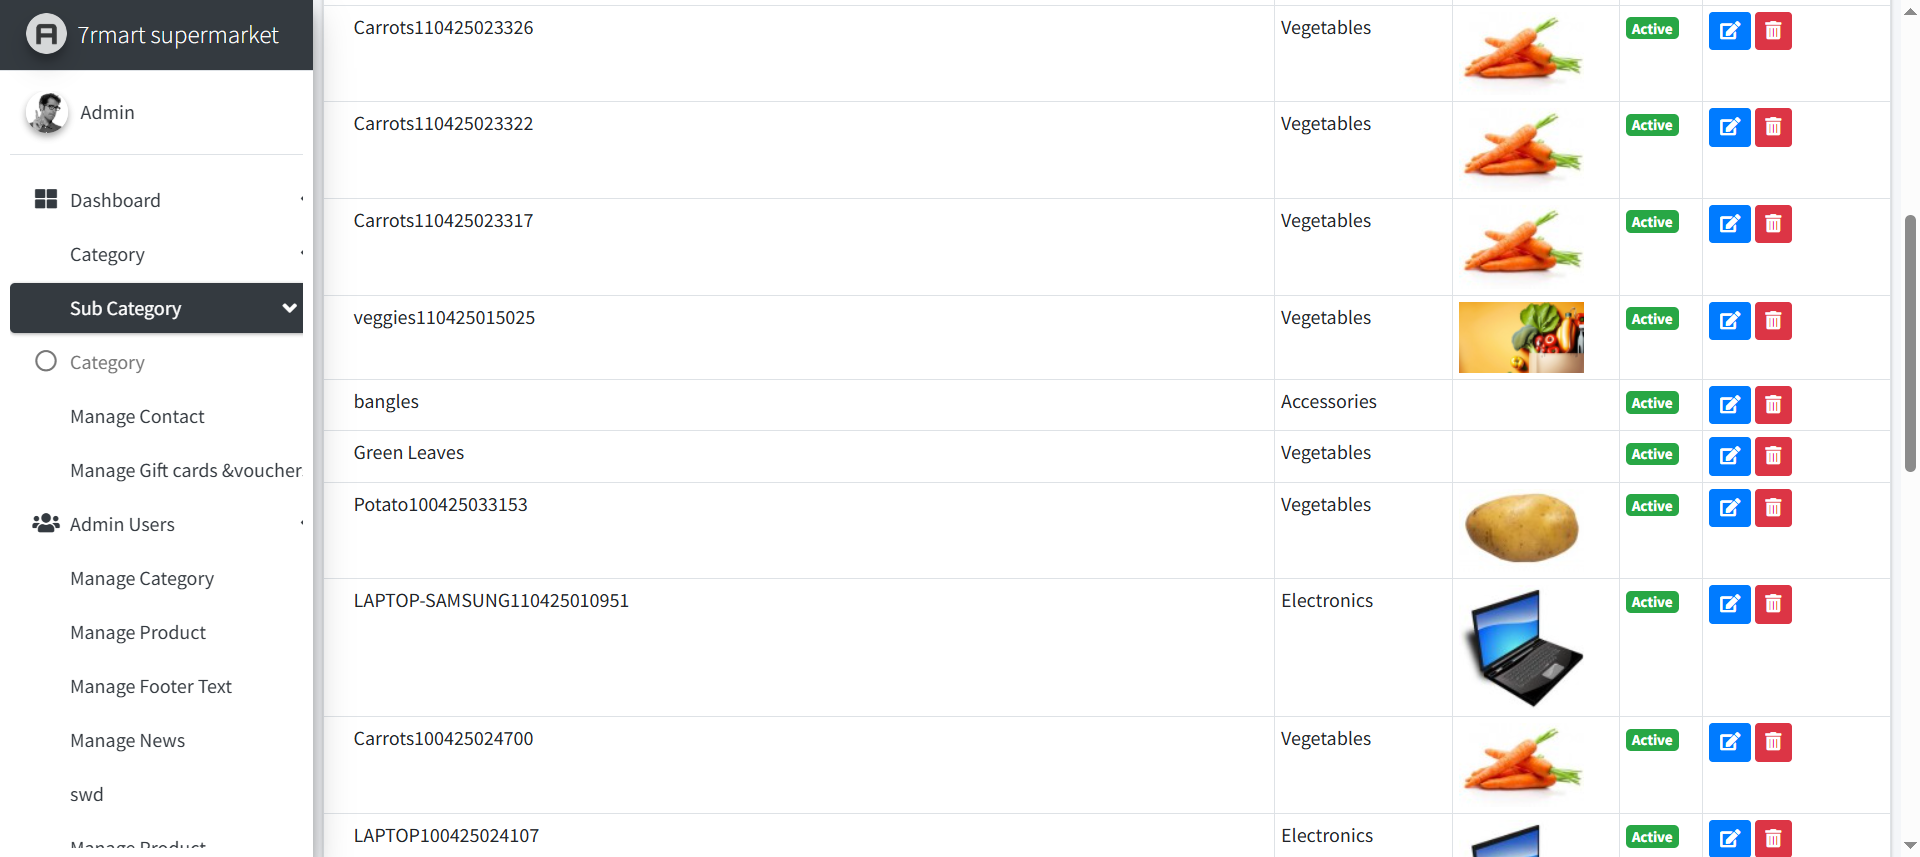 7rmart supermarket
Admin
Dashboard
Category
Sub Category
Category
Manage Contact
Manage Gift cards &voucher
Admin Users
Manage Category
Manage Product
Manage Footer Text
Manage News
swd
Manage Product
Carrots110425023326 Vegetables Active
Carrots110425023322 Vegetables Active
Carrots110425023317 Vegetables Active
veggies110425015025 Vegetables Active
bangles Accessories Active
Green Leaves Vegetables Active
Potato100425033153 Vegetables Active
LAPTOP-SAMSUNG110425010951 Electronics Active
Carrots100425024700 Vegetables Active
LAPTOP100425024107 Electronics Active